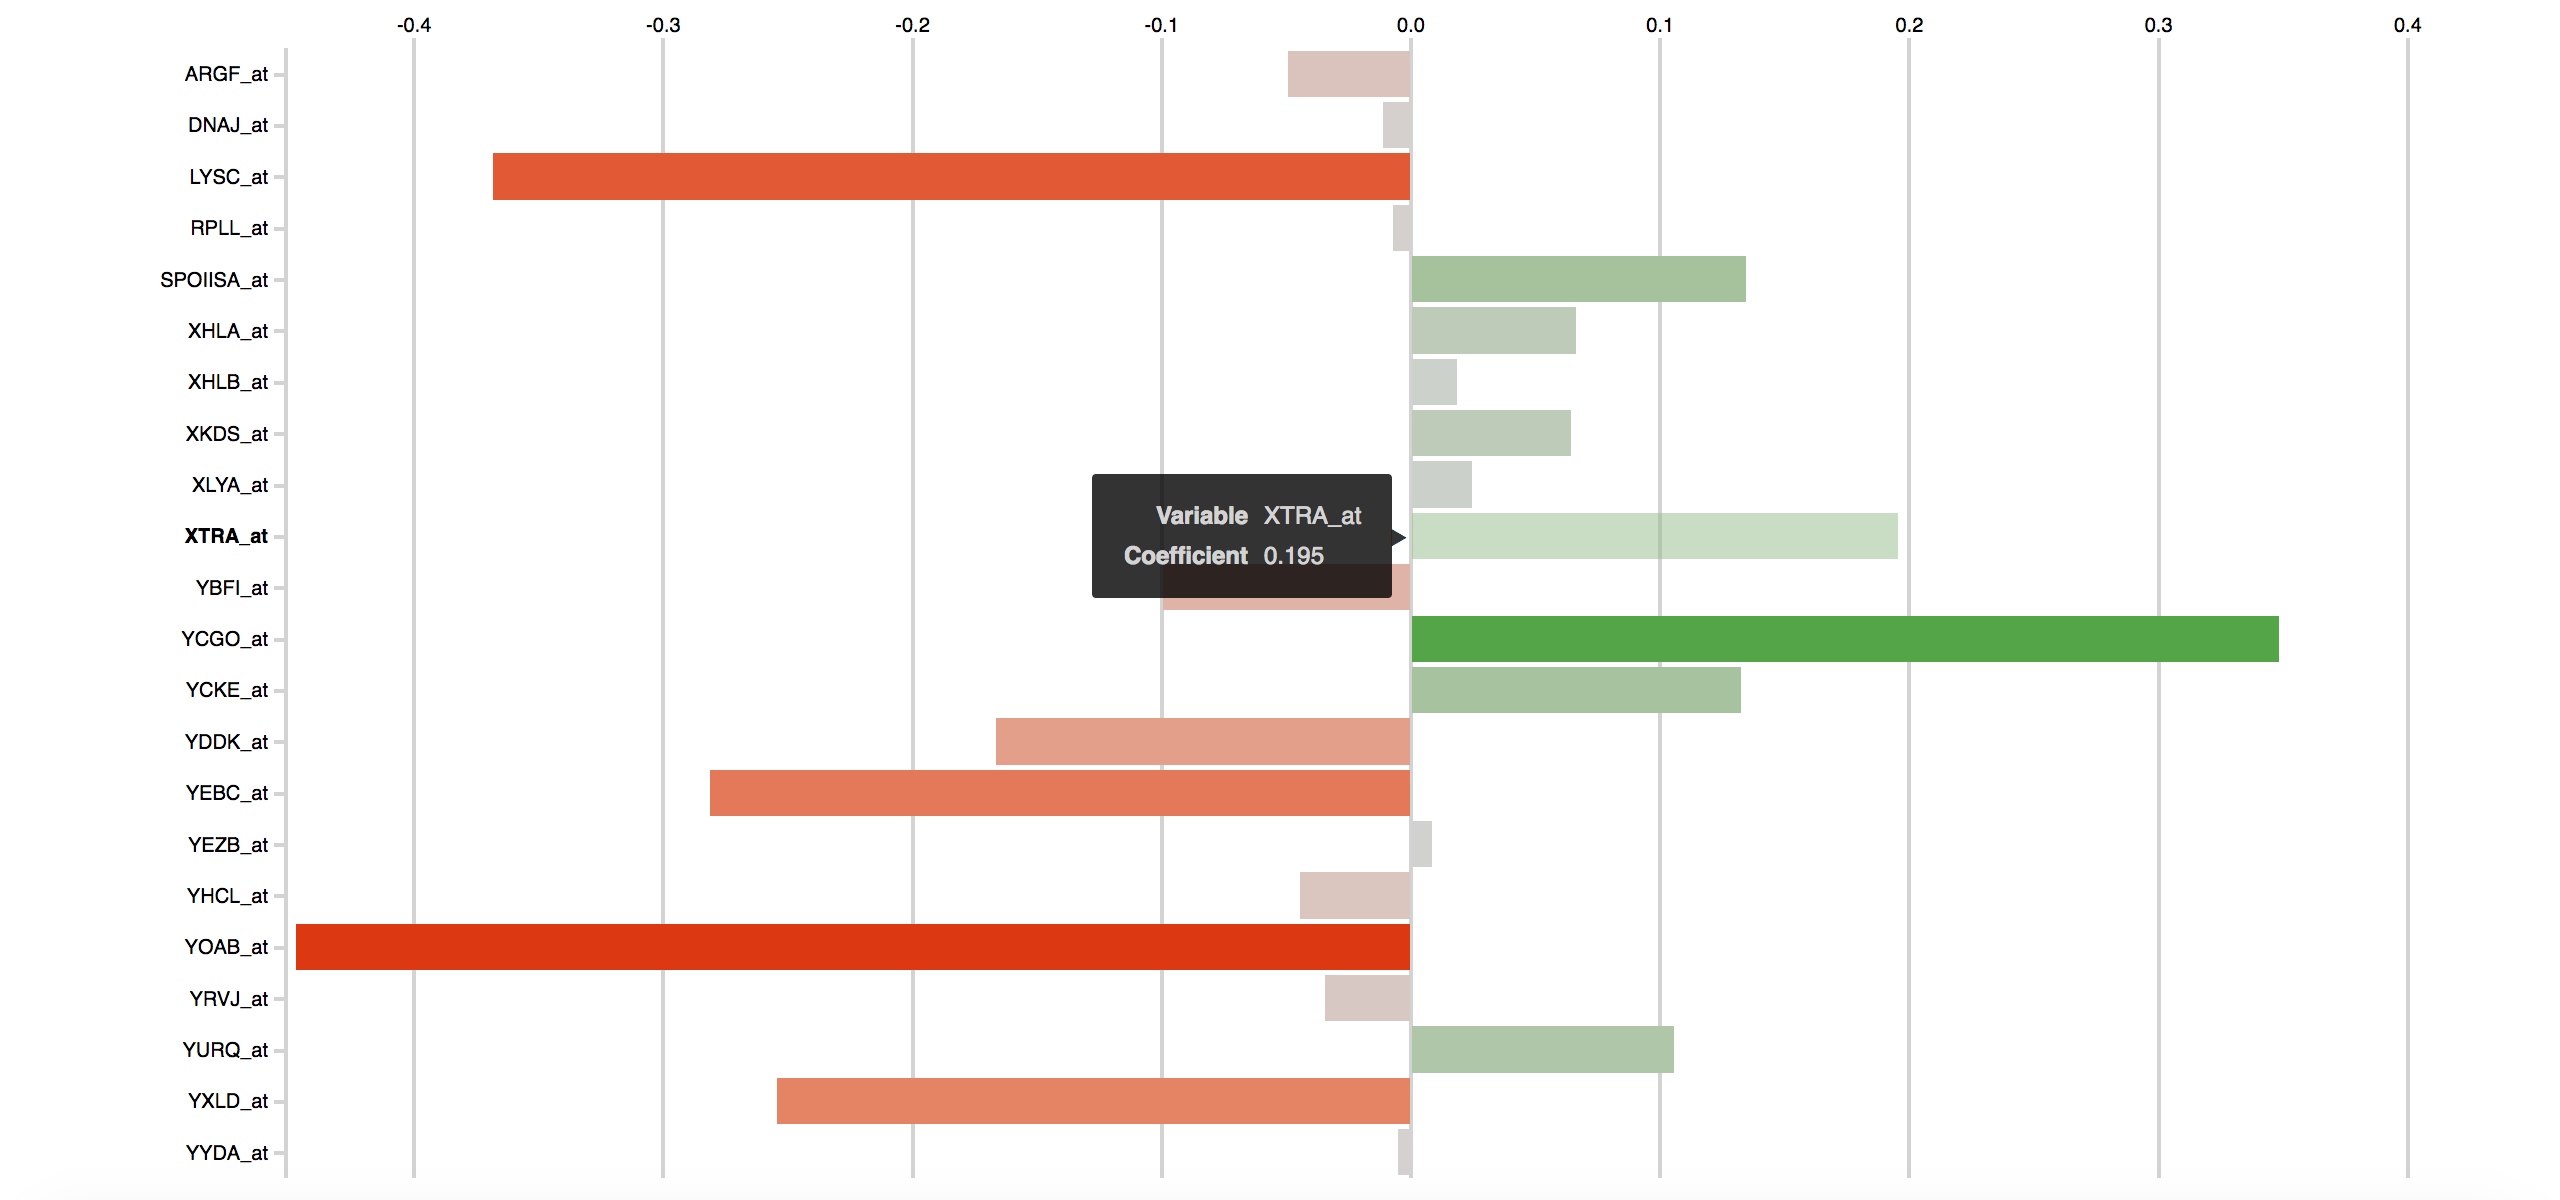 -0.4 -0.3 -0.2 -0.1 0.0 0.1 0.2 0.3 0.4
ARGF_at
DNAJ_at
LYSC_at
RPLL_at
SPOIISA_at
XHLA_at
XHLB_at
XKDS_at
XLYA_at
Variable XTRA_at
XTRA_at
Coefficient 0.195
YBFI_at
YCGO_at
YCKE_at
YDDK_at
YEBC_at
YEZB_at
YHCL_at
YOAB_at
YRVJ_at
YURQ_at
YXLD_at
YYDA_at